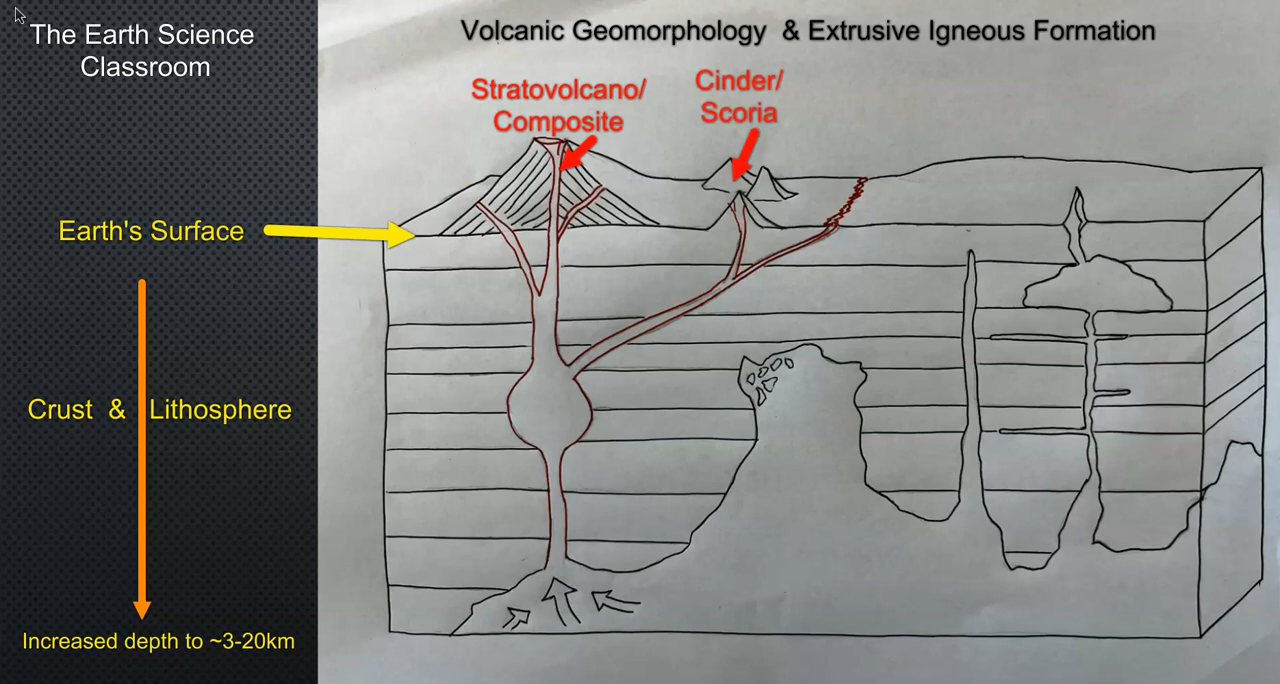 The Earth Science
Classroom
Volcanic Geomorphology & Extrusive Igneous Formation
Stratovolcano/
Composite
Cinder/
Scoria
Earth's Surface
Crust & Lithosphere
Increased depth to ~3-20km